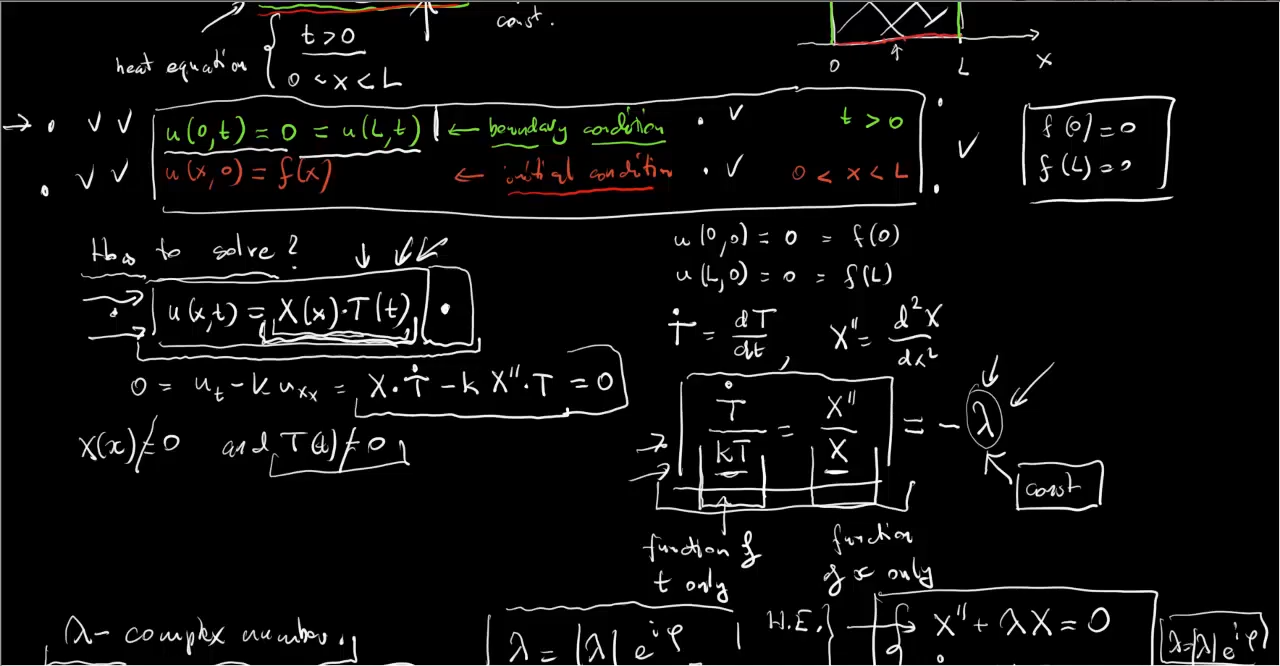 const.
heat equation { t > 0
0 < x < L
0 L x
u(0,t) = 0 = u(L,t) ← boundary condition t > 0
u(x,0) = f(x) ← initial condition 0 < x < L
f(0) = 0
f(L) = 0
How to solve?
u(x,t) = X(x)·T(t)
u(0,0) = 0 = f(0)
u(L,0) = 0 = f(L)
Ṫ = dT/dt, X'' = d²X/dx²
0 = u_t - k u_xx = X·Ṫ - k X''·T = 0
X(x) ≠ 0 and T(t) ≠ 0
Ṫ/kT = X''/X = - λ
const
function of t only
function of x only
λ - complex number.
λ = |λ| e^{iφ}
H.E. } → { X'' + λX = 0
λ = |λ| e^{iφ}